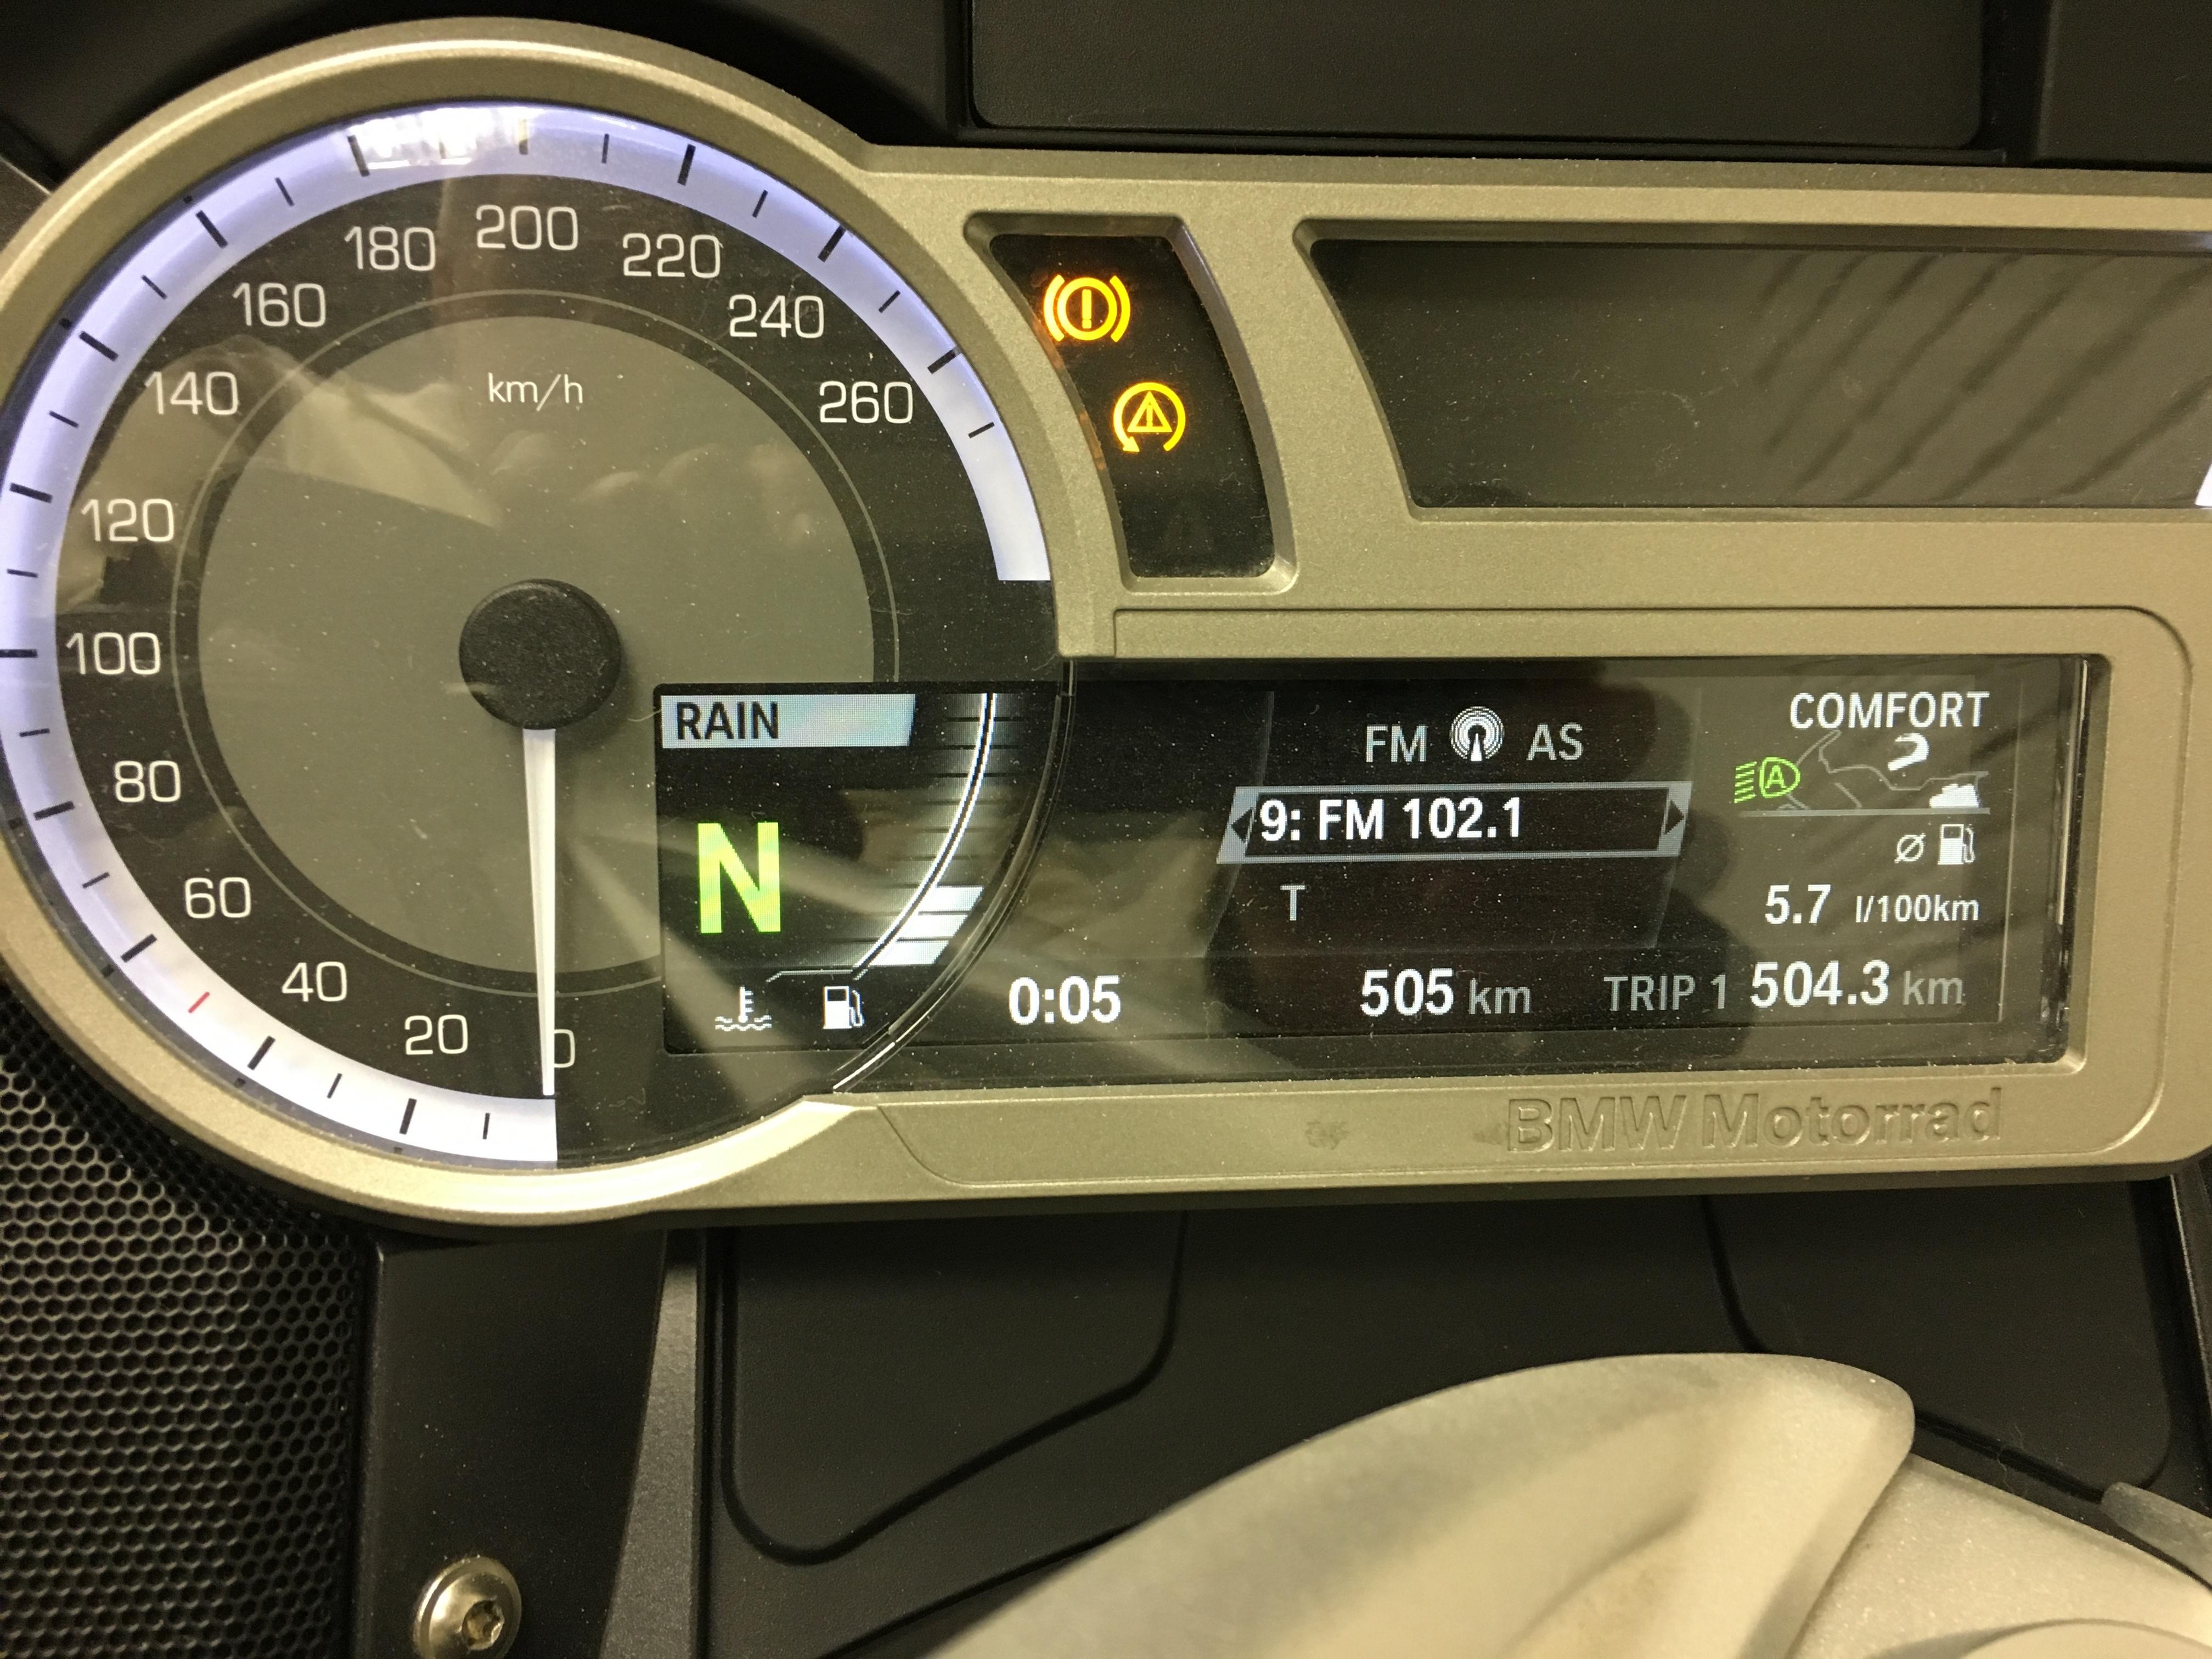 180 200 220
160 240
140 km/h 260
120
100
80
60
40
20
0
RAIN
N
FM AS
9: FM 102.1
T
COMFORT
A
Ø
5.7 l/100km
0:05 505 km TRIP 1 504.3 km
BMW Motorrad